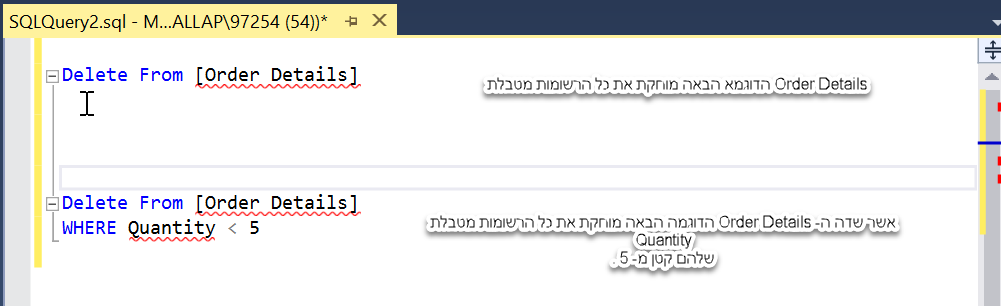 SQLQuery2.sql - M...ALLAP\97254 (54))*
Delete From [Order Details]
הדוגמא הבאה מוחקת את כל הרשומות מטבלת Order Details
Delete From [Order Details]
WHERE Quantity < 5
הדוגמה הבאה מוחקת את כל הרשומות מטבלת Order Details אשר שדה ה-
Quantity
שלהם קטן מ- 5 .